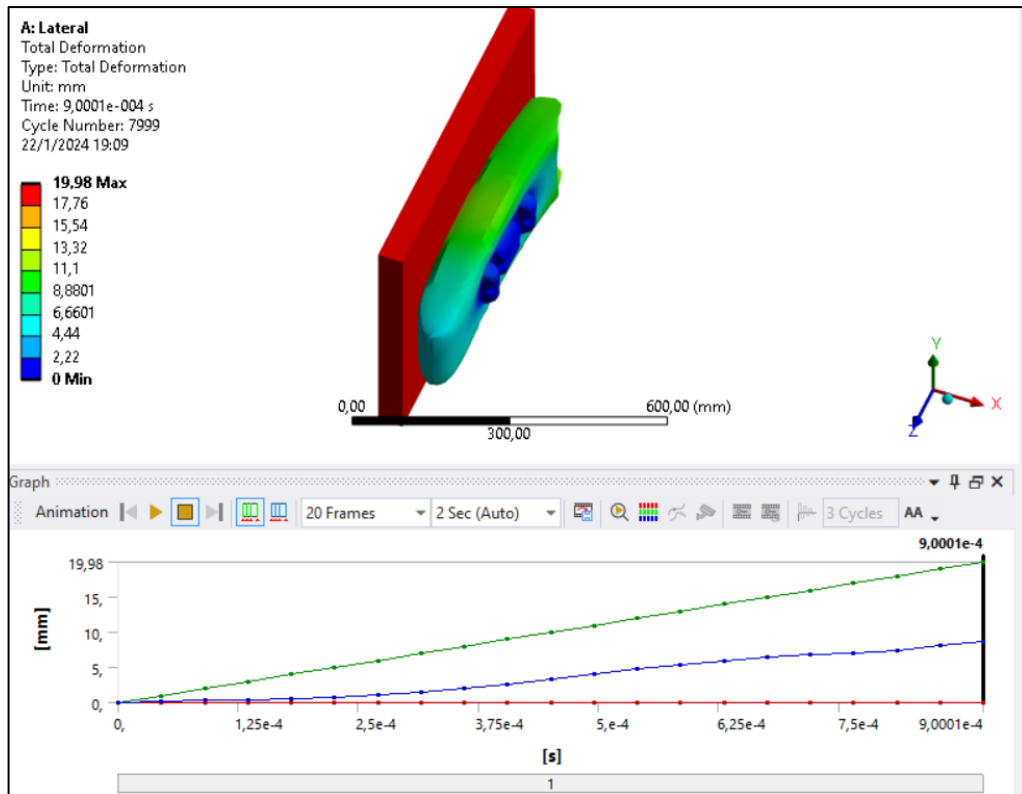 A: Lateral
Total Deformation
Type: Total Deformation
Unit: mm
Time: 9,0001e-004 s
Cycle Number: 7999
22/1/2024 19:09
19,98 Max
17,76
15,54
13,32
11,1
8,8801
6,6601
4,44
2,22
0 Min
0,00
600,00 (mm)
300,00
Y
X
Z
Graph
Animation
20 Frames
2 Sec (Auto)
3 Cycles
AA
9,0001e-4
19,98
15,
10,
5,
0,
[mm]
0,
1,25e-4
2,5e-4
3,75e-4
5,e-4
6,25e-4
7,5e-4
9,0001e-4
[s]
1